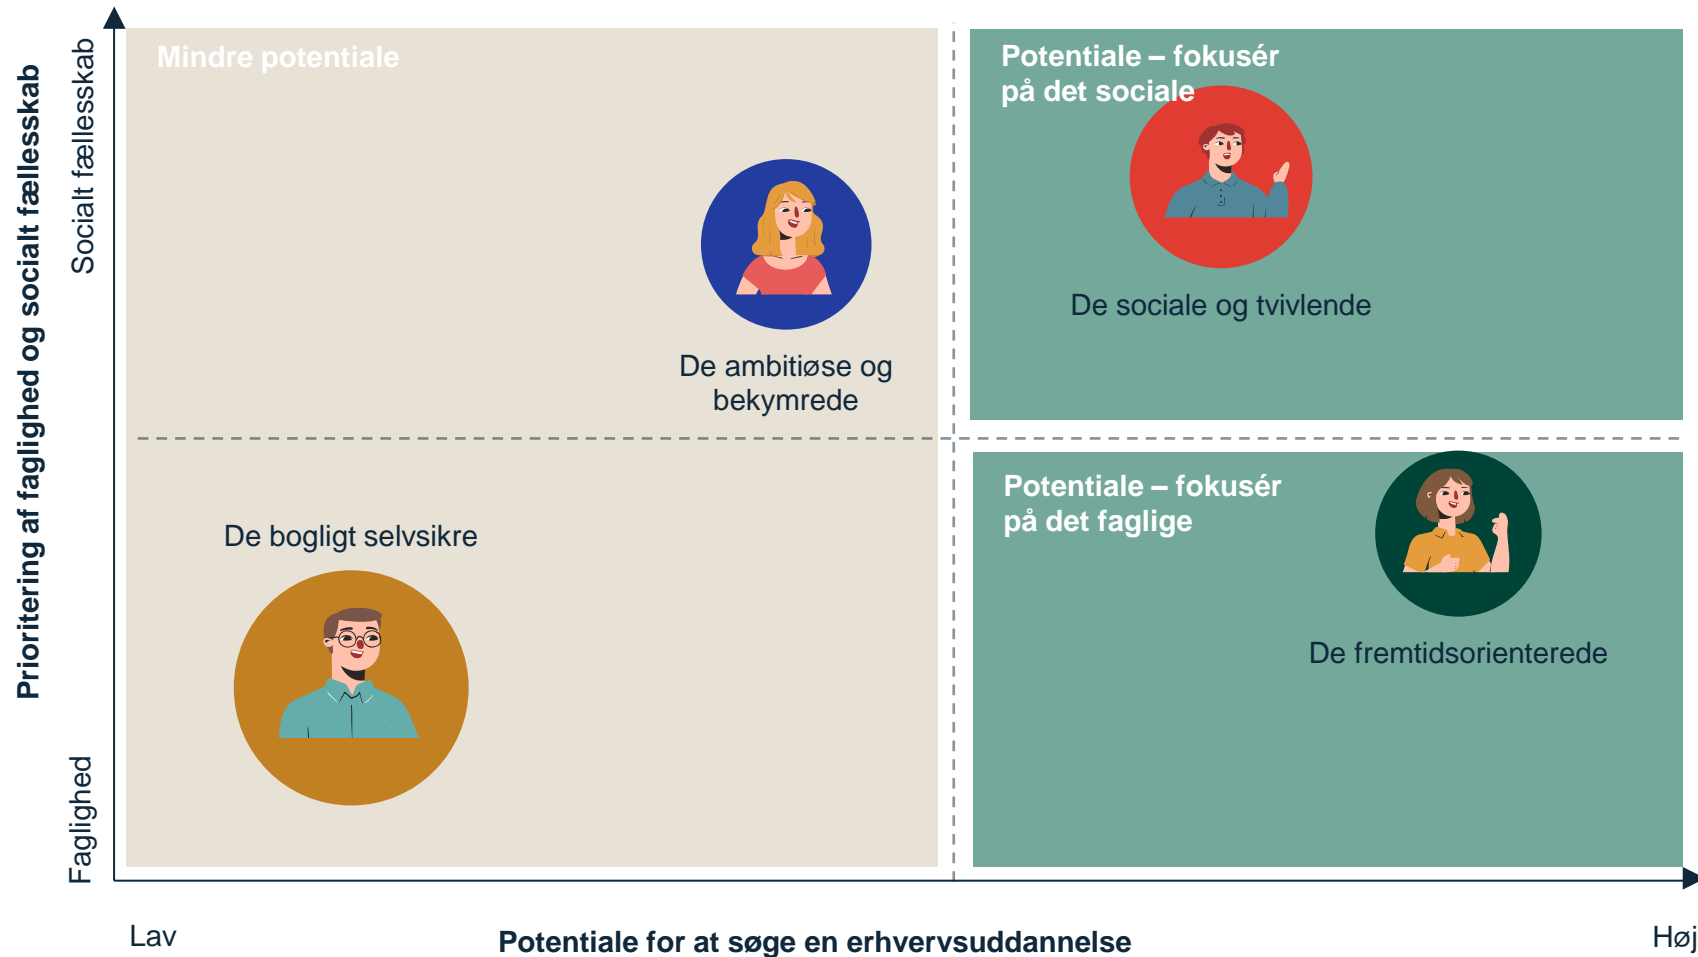 Prioritering af faglighed og socialt fællesskab
Socialt fællesskab
Faglighed
Mindre potentiale
Potentiale – fokusér
på det sociale
De sociale og tvivlende
De ambitiøse og
bekymrede
De bogligt selvsikre
Potentiale – fokusér
på det faglige
De fremtidsorienterede
Lav
Potentiale for at søge en erhvervsuddannelse
Høj